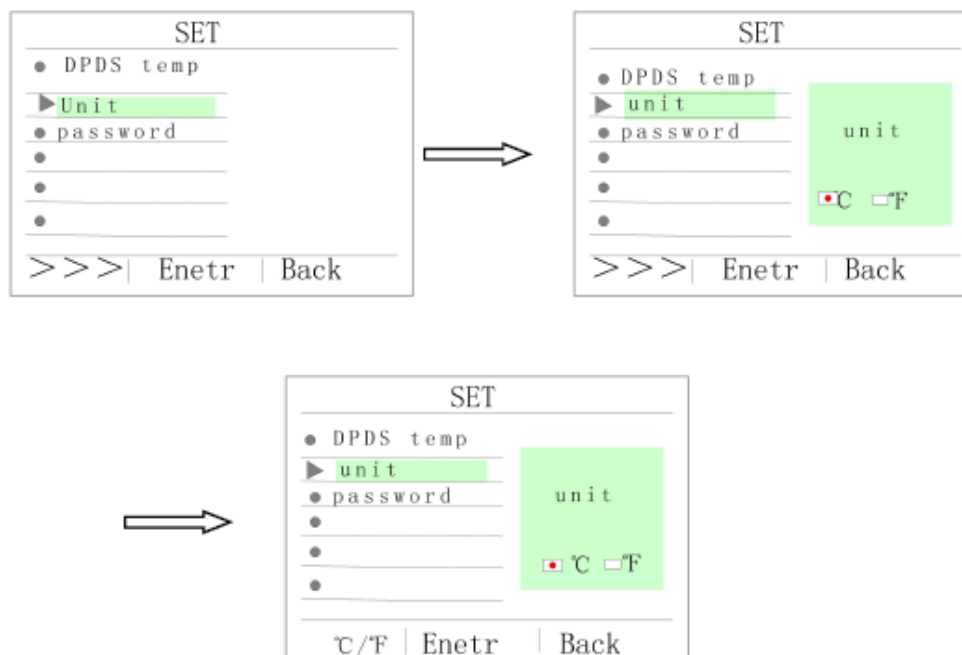 SET
DPDS temp
Unit
password
>>> Enetr Back
SET
DPDS temp
unit
password
unit
℃ ℉
>>> Enetr Back
SET
DPDS temp
unit
password
unit
℃ ℉
℃/℉ Enetr Back